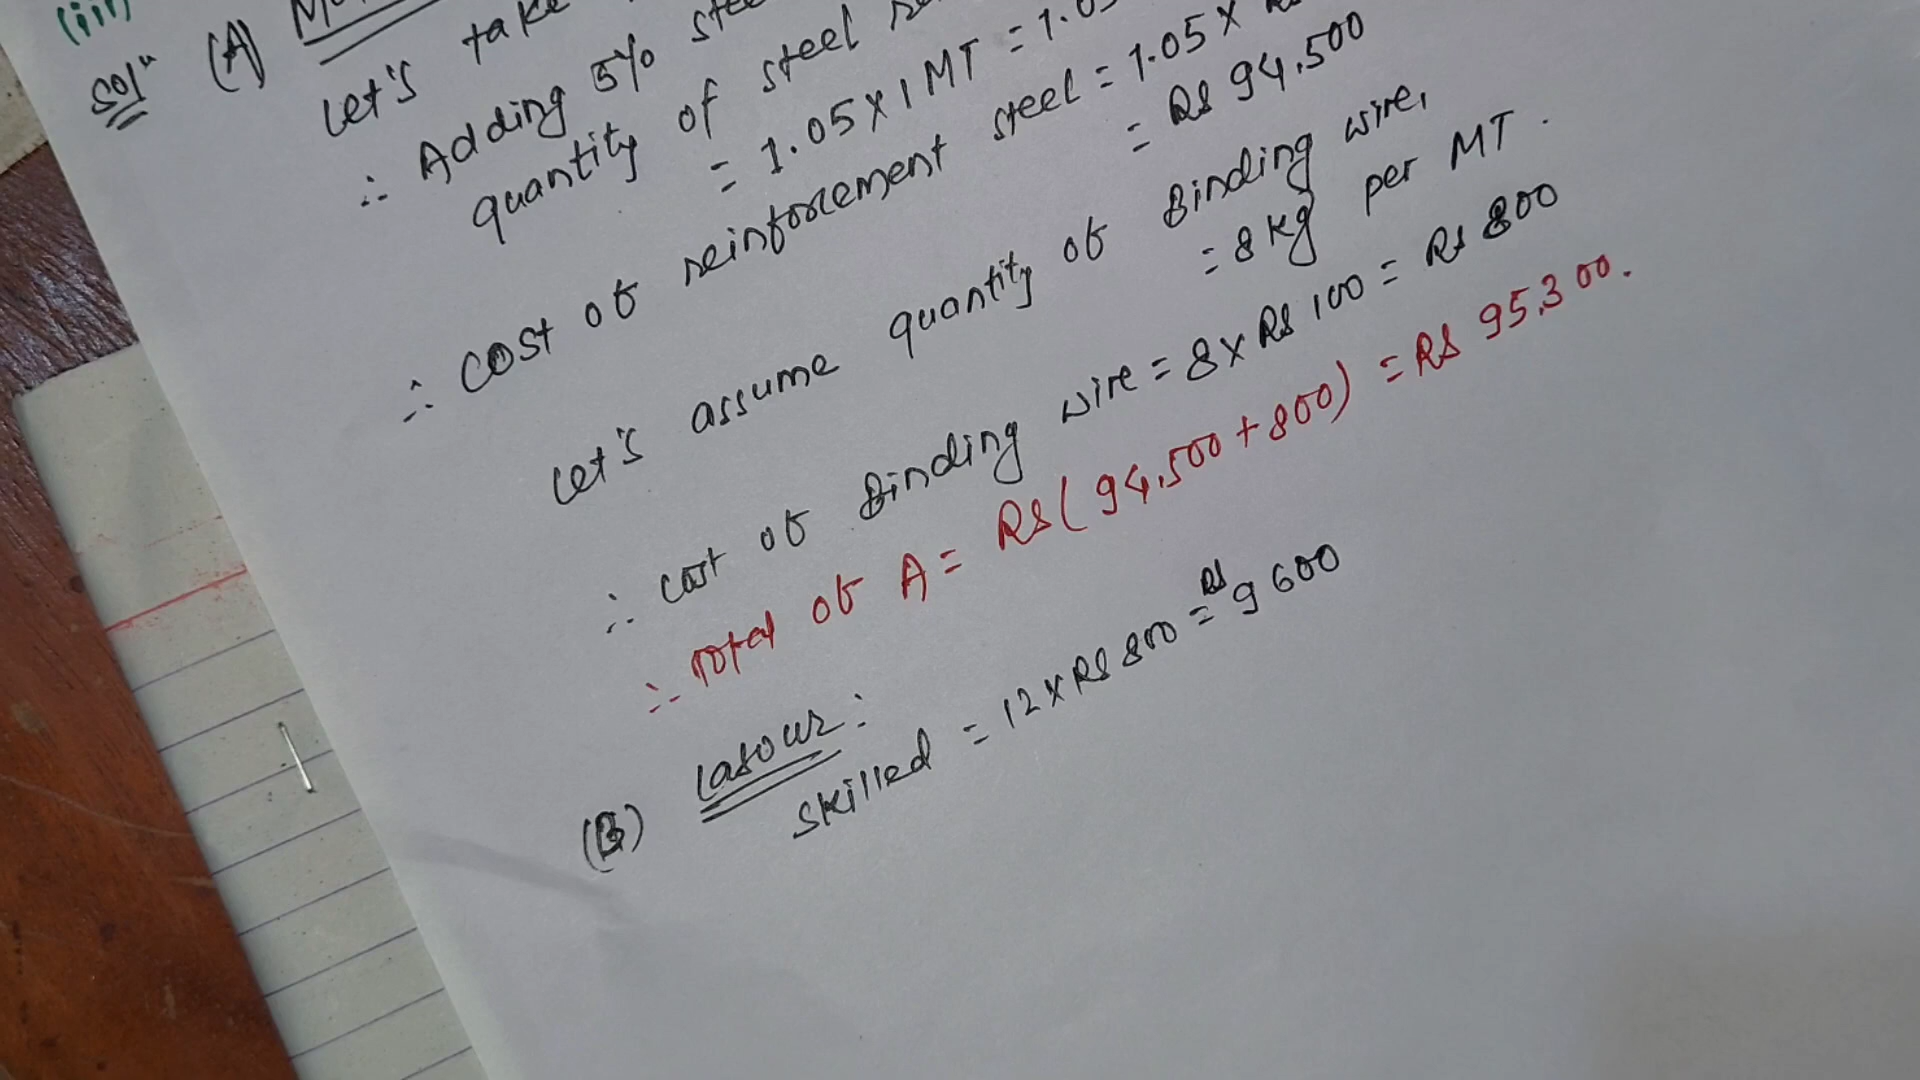 (iii)
Solⁿ (A)
Let's take
∴ Adding 5%
quantity of steel
= 1.05 x 1 MT = 1.05
∴ cost of reinforcement steel = 1.05 x
= Rs 94,500
Let's assume quantity of Binding wire,
= 8 kg per MT.
∴ cost of Binding wire = 8 x Rs 100 = Rs 800
∴ Total of A = Rs (94,500 + 800) = Rs 95,300.
(B) Labour:
Skilled = 12 x Rs 800 = Rs 9600